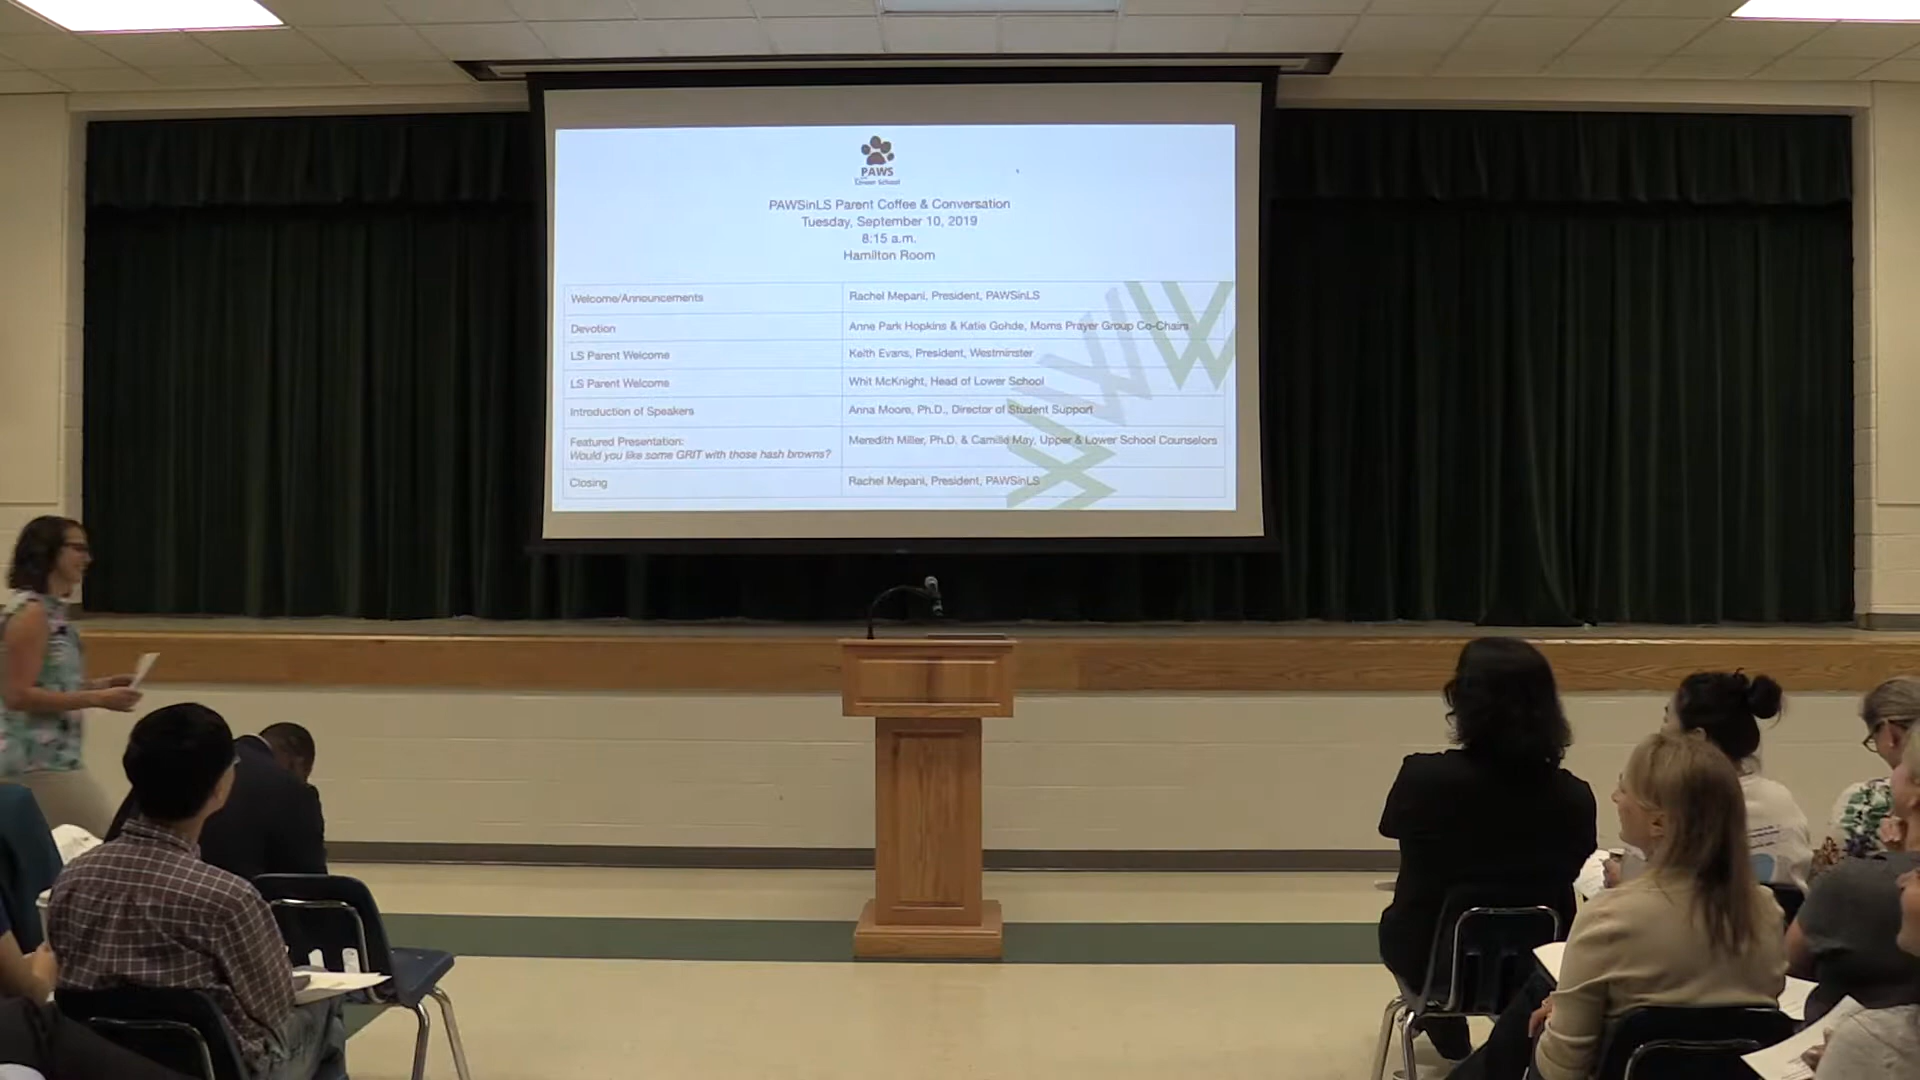 PAWS
Lower School
PAWSinLS Parent Coffee & Conversation
Tuesday, September 10, 2019
8:15 a.m.
Hamilton Room
Welcome/Announcements
Rachel Mepani, President, PAWSinLS
Devotion
Anne Park Hopkins & Katie Gohde, Moms Prayer Group Co-Chairs
LS Parent Welcome
Keith Evans, President, Westminster
LS Parent Welcome
Whit McKnight, Head of Lower School
Introduction of Speakers
Anna Moore, Ph.D., Director of Student Support
Featured Presentation:
Would you like some GRIT with those hash browns?
Meredith Miller, Ph.D. & Camille May, Upper & Lower School Counselors
Closing
Rachel Mepani, President, PAWSinLS